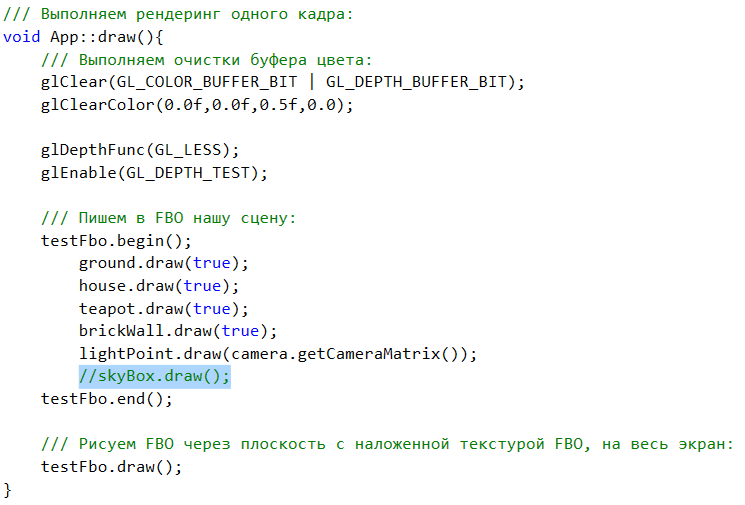 /// Выполняем рендеринг одного кадра:
void App::draw(){
/// Выполняем очистки буфера цвета:
glClear(GL_COLOR_BUFFER_BIT | GL_DEPTH_BUFFER_BIT);
glClearColor(0.0f,0.0f,0.5f,0.0);
glDepthFunc(GL_LESS);
glEnable(GL_DEPTH_TEST);
/// Пишем в FBO нашу сцену:
testFbo.begin();
ground.draw(true);
house.draw(true);
teapot.draw(true);
brickWall.draw(true);
lightPoint.draw(camera.getCameraMatrix());
//skyBox.draw();
testFbo.end();
/// Рисуем FBO через плоскость с наложенной текстурой FBO, на весь экран:
testFbo.draw();
}